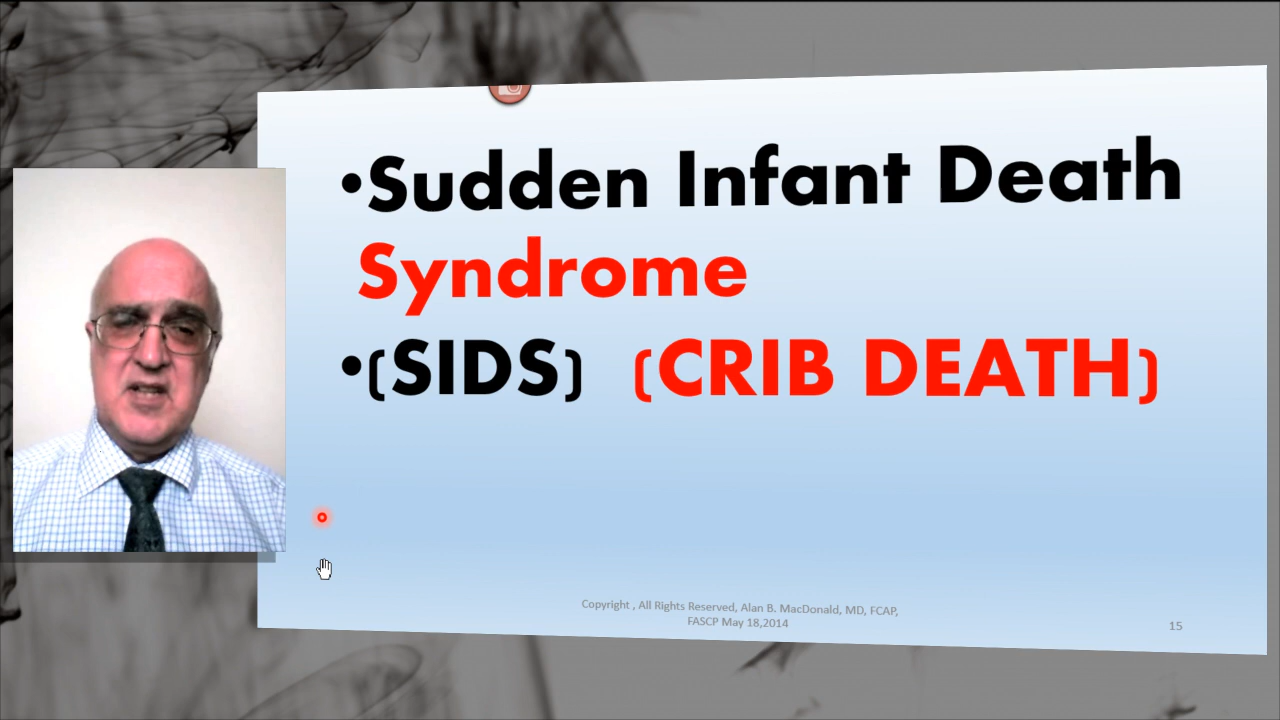 •Sudden Infant Death
Syndrome
•(SIDS) (CRIB DEATH)
Copyright , All Rights Reserved, Alan B. MacDonald, MD, FCAP,
FASCP May 18,2014
15